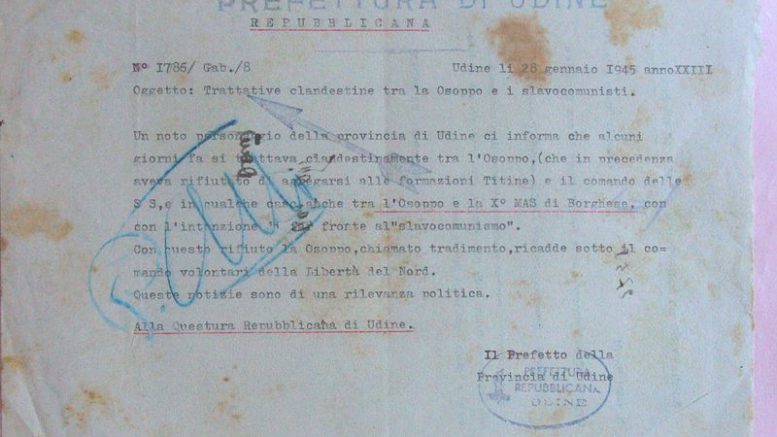 PREFETTURA DI UDINE
REPUBBLICANA
N° I786/ Gab./8 Udine li 28 gennaio I945 annoXXIII
Oggetto: Trattative clandestine tra la Osoppo e i slavocomunisti.
Un noto personaggio della provincia di Udine ci informa che alcuni
giorni fa si trattava clandestinamente tra l'Osoppo,(che in precedenza
aveva rifiutato di aggregarsi alle formazioni Titine) e il comando delle
S S,e in qualche caso anche tra l'Osoppo e la X° MAS di Borghese, con
con l'intenzione di far fronte al"slavocomunismo".
Con questo rifiuto la Osoppo,chiamato tradimento,ricadde sotto il co=
mando volontari della Libertà del Nord.
Queste notizie sono di una rilevanza politica.
Alla Questura Repubblicana di Udine.
Il Prefetto della
Provincia di Udine
PREFETTURA
REPUBBLICANA
UDINE